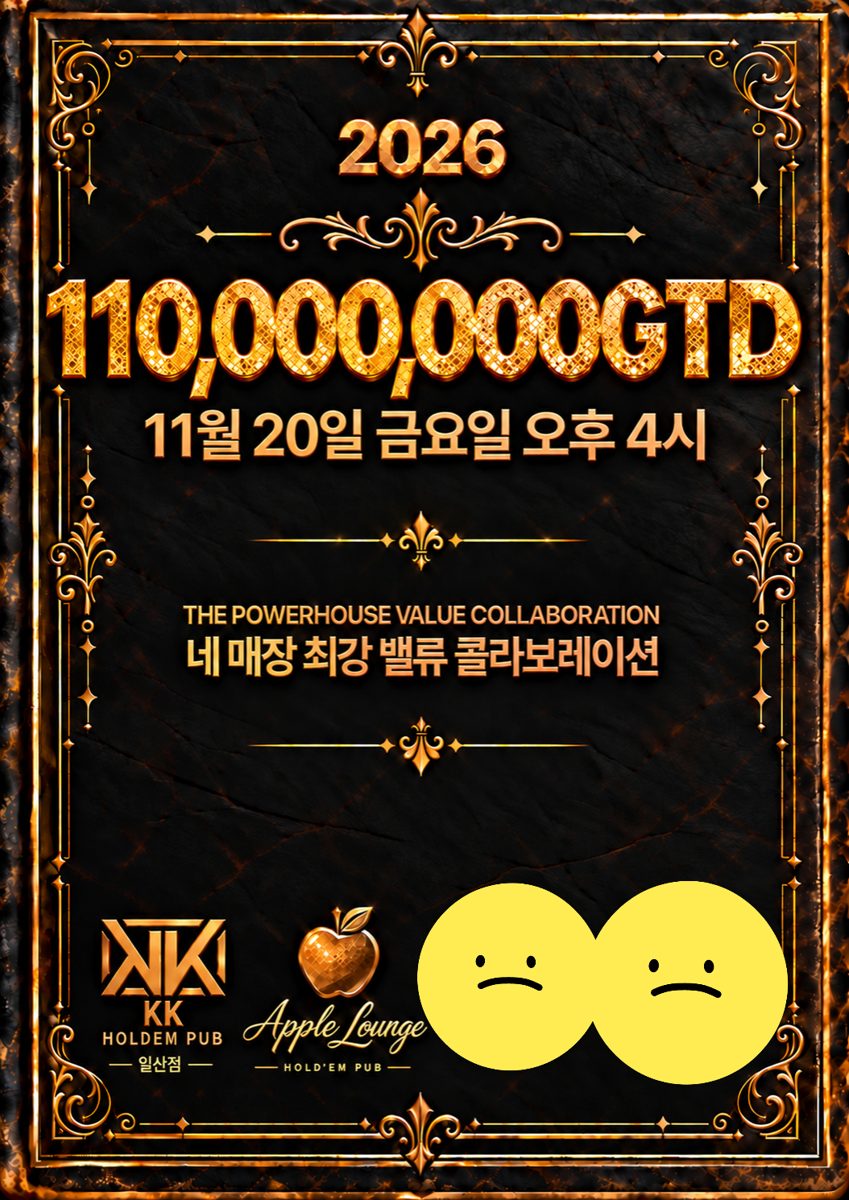 2026
110,000,000GTD
11월 20일 금요일 오후 4시
THE POWERHOUSE VALUE COLLABORATION
네 매장 최강 밸류 콜라보레이션
KK
KK
HOLDEM PUB
일산점
Apple Lounge
HOLD'EM PUB